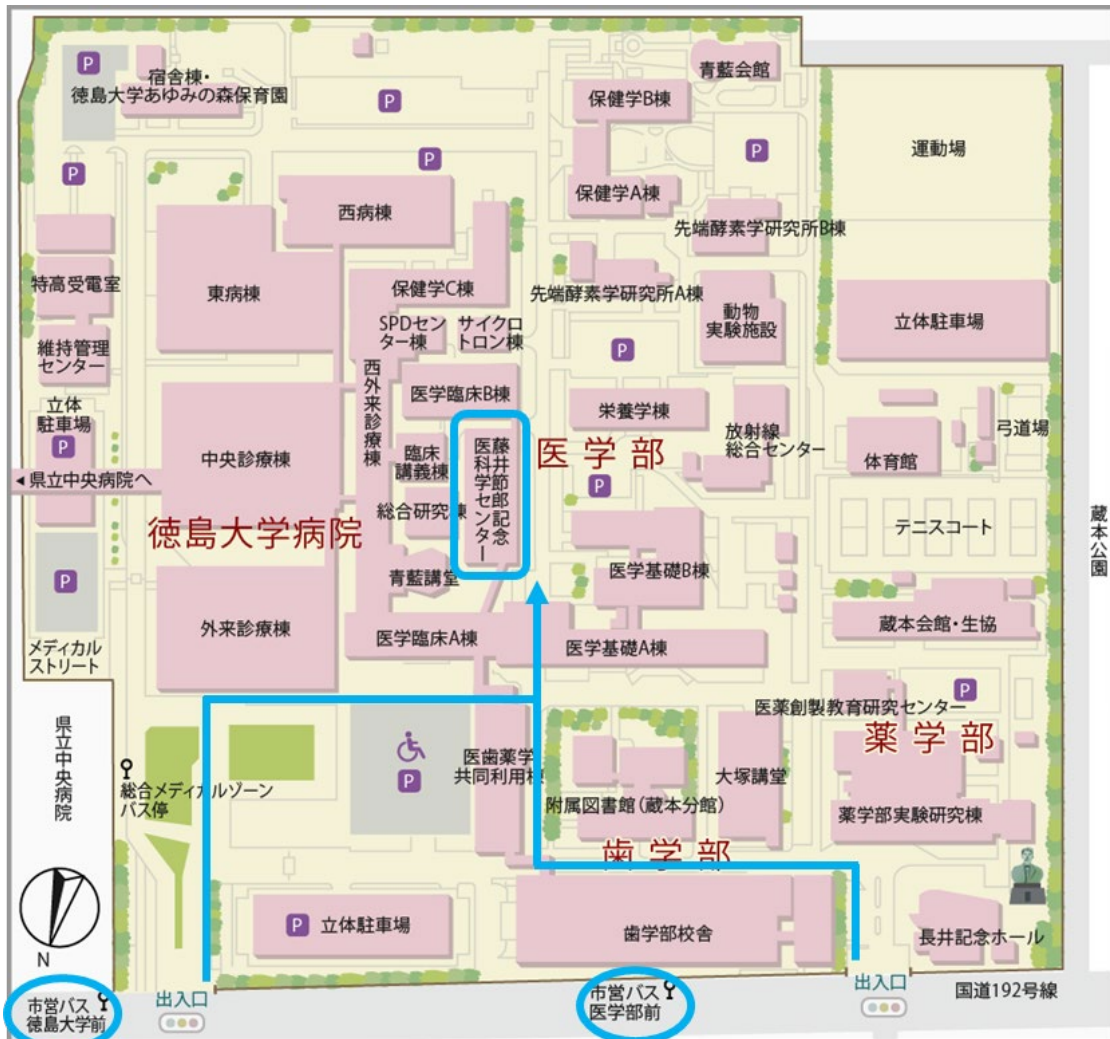 P
宿舎棟・
徳島大学あゆみの森保育園
P
P
P
青藍会館
保健学B棟
P
保健学A棟
運動場
西病棟
先端酵素学研究所B棟
特高受電室
東病棟
保健学C棟
先端酵素学研究所A棟
動物
実験施設
立体駐車場
SPDセン
ター棟
サイクロ
トロン棟
維持管理
センター
P
西外来診療棟
医学臨床B棟
栄養学棟
立体
駐車場
P
放射線
総合センター
弓道場
体育館
中央診療棟
臨床
講義棟
藤井節郎記念
医科学センター
医学部
◂県立中央病院へ
P
総合研究棟
テニスコート
蔵本公園
徳島大学病院
青藍講堂
医学基礎B棟
P
外来診療棟
医学臨床A棟
医学基礎A棟
蔵本会館・生協
メディカル
ストリート
医薬創製教育研究センター
P
県立中央病院
薬学部
P
医歯薬学
共同利用棟
大塚講堂
総合メディカルゾーン
バス停
附属図書館(蔵本分館)
薬学部実験研究棟
歯学部
N
P 立体駐車場
歯学部校舎
長井記念ホール
市営バス
徳島大学前
出入口
市営バス
医学部前
出入口
国道192号線